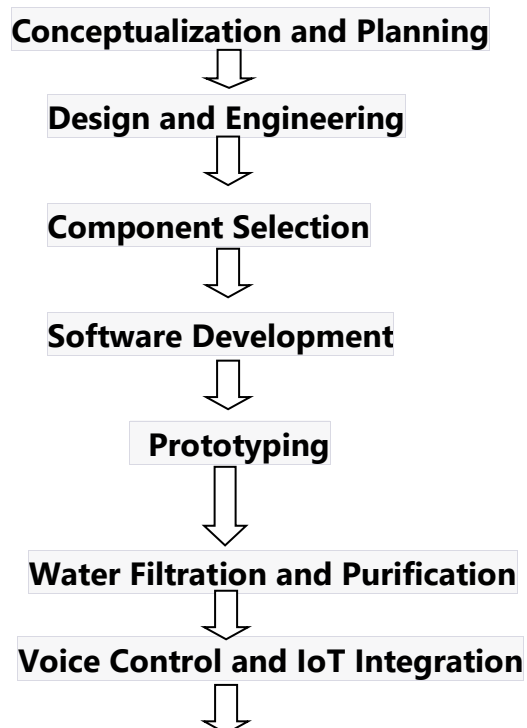 Conceptualization and Planning
Design and Engineering
Component Selection
Software Development
Prototyping
Water Filtration and Purification
Voice Control and IoT Integration